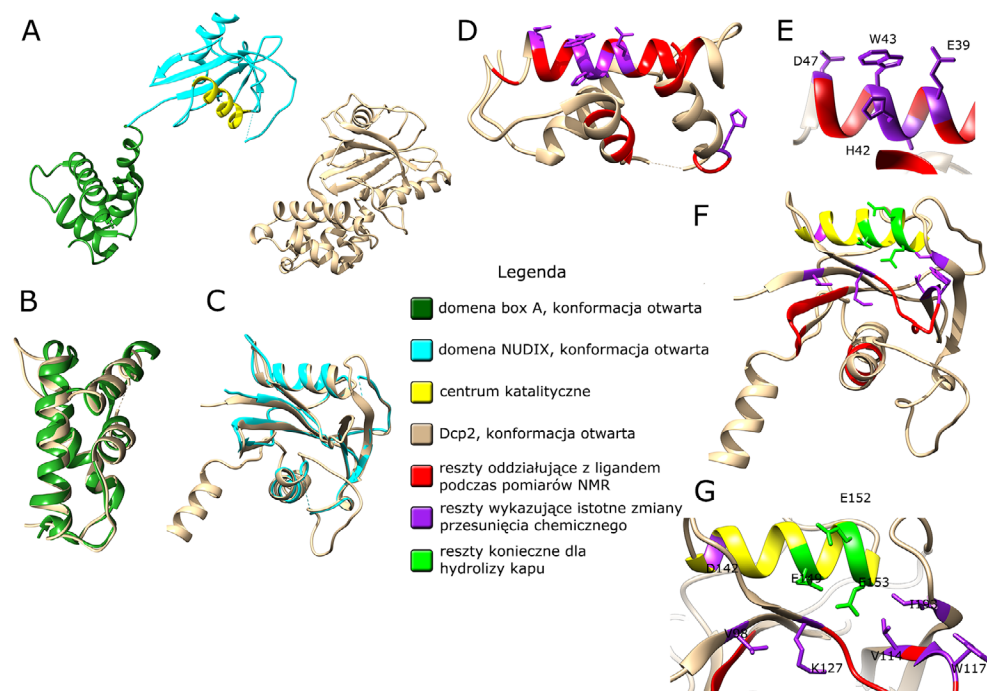 A
D
E
W43
E39
D47
H42
F
B
C
Legenda
domena box A, konformacja otwarta
domena NUDIX, konformacja otwarta
centrum katalityczne
Dcp2, konformacja otwarta
reszty oddziałujące z ligandem
podczas pomiarów NMR
reszty wykazujące istotne zmiany
przesunięcia chemicznego
reszty konieczne dla
hydrolizy kapu
G
E152
D142
E153
V98
K127
V114
W117